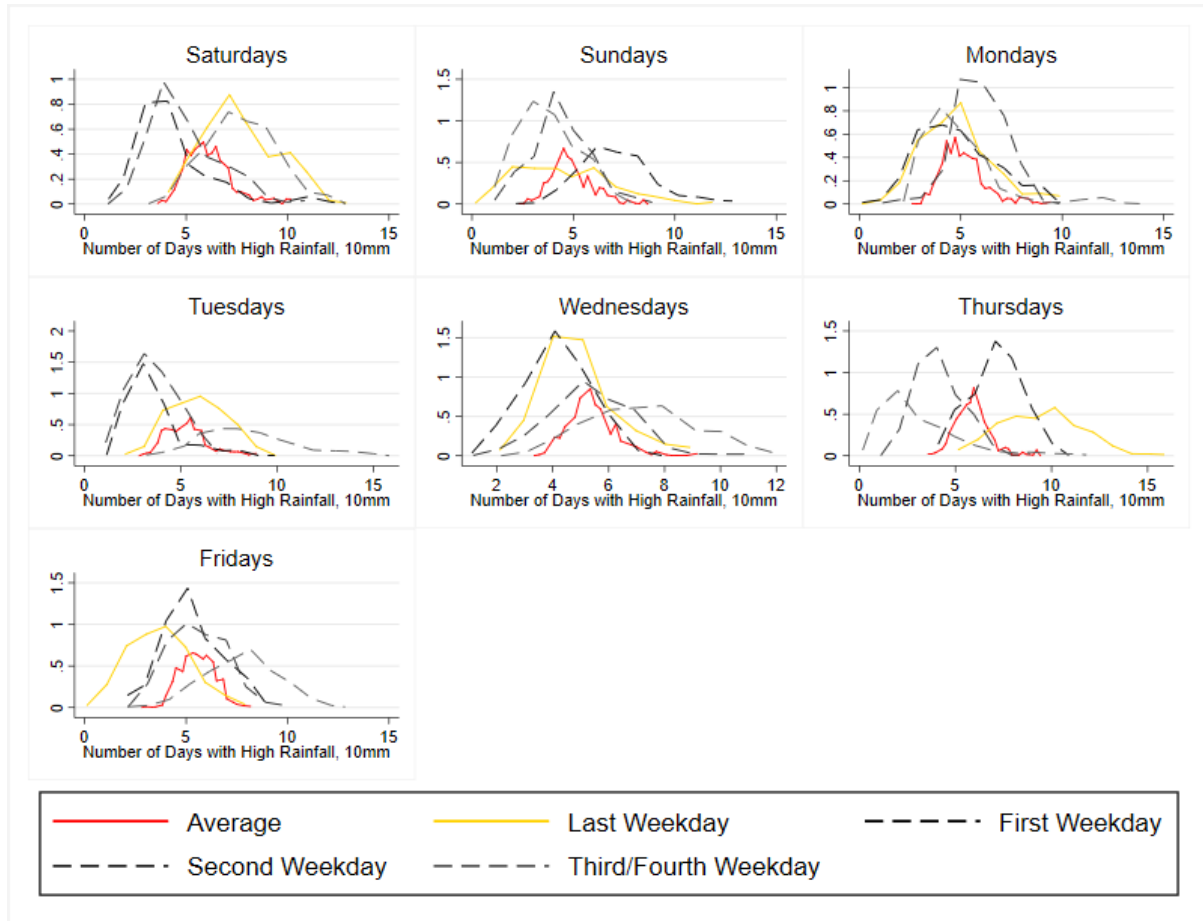 Saturdays
0 .2 .4 .6 .8 1
0 5 10 15
Number of Days with High Rainfall, 10mm
Sundays
0 .5 1 1.5
0 5 10 15
Number of Days with High Rainfall, 10mm
Mondays
0 .2 .4 .6 .8 1
0 5 10 15
Number of Days with High Rainfall, 10mm
Tuesdays
0 .5 1 1.5 2
0 5 10 15
Number of Days with High Rainfall, 10mm
Wednesdays
0 .5 1 1.5
2 4 6 8 10 12
Number of Days with High Rainfall, 10mm
Thursdays
0 .5 1 1.5
0 5 10 15
Number of Days with High Rainfall, 10mm
Fridays
0 .5 1 1.5
0 5 10 15
Number of Days with High Rainfall, 10mm
Average Last Weekday First Weekday
Second Weekday Third/Fourth Weekday